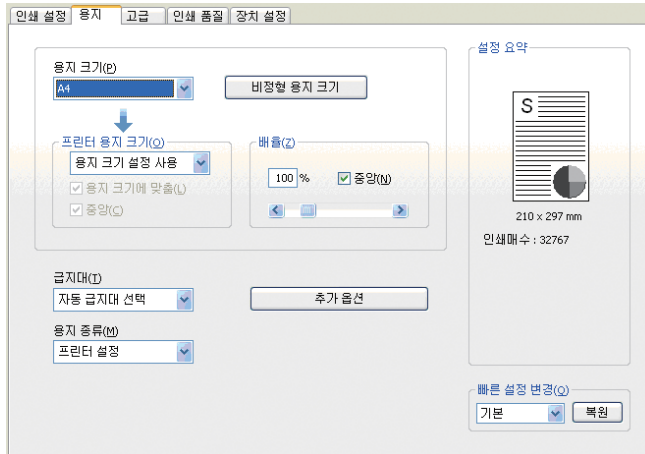 인쇄 설정 용지 고급 인쇄 품질 장치 설정
용지 크기(P)
A4
비정형 용지 크기
프린터 용지 크기(O)
용지 크기 설정 사용
용지 크기에 맞춤(L)
중앙(C)
배율(Z)
100 % 중앙(N)
급지대(T)
자동 급지대 선택
추가 옵션
용지 종류(M)
프린터 설정
설정 요약
S
210 x 297 mm
인쇄매수 : 32767
빠른 설정 변경(Q)
기본 복원